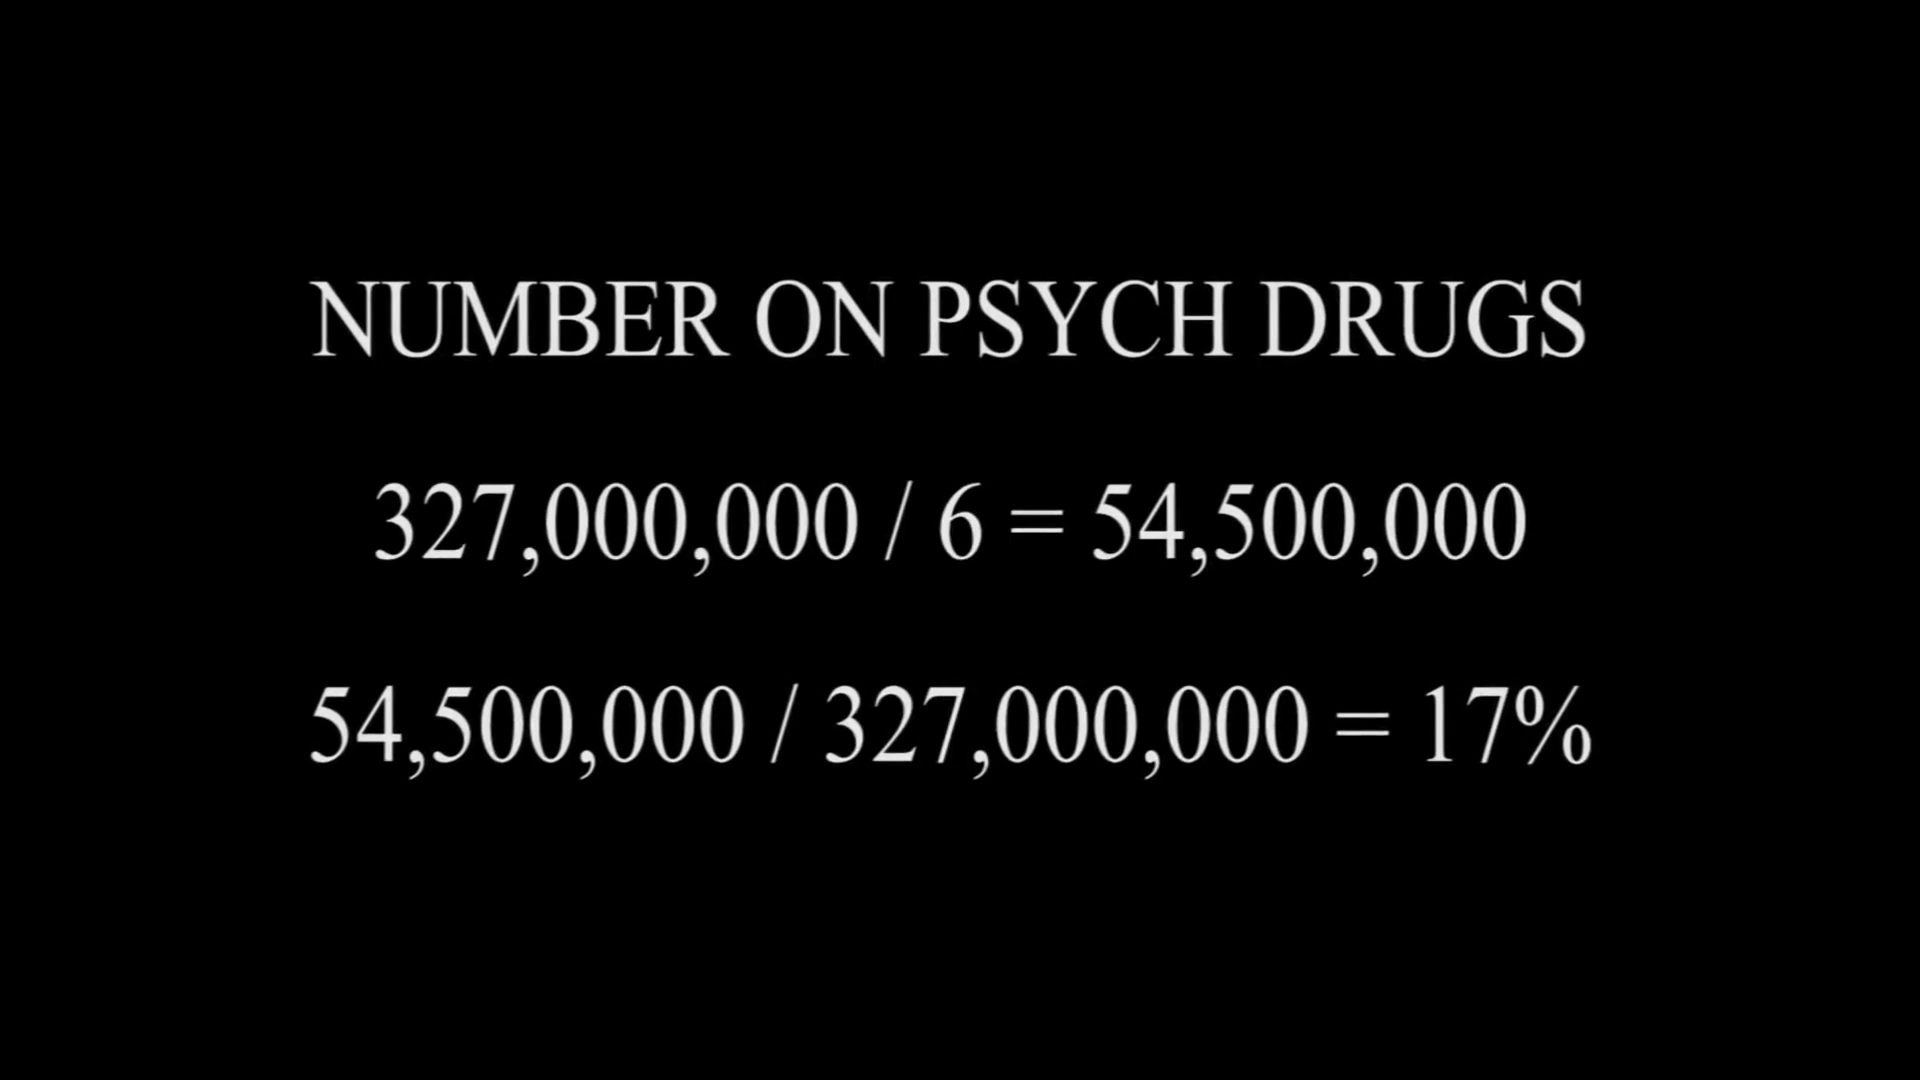 NUMBER ON PSYCH DRUGS
327,000,000 / 6 = 54,500,000
54,500,000 / 327,000,000 = 17%